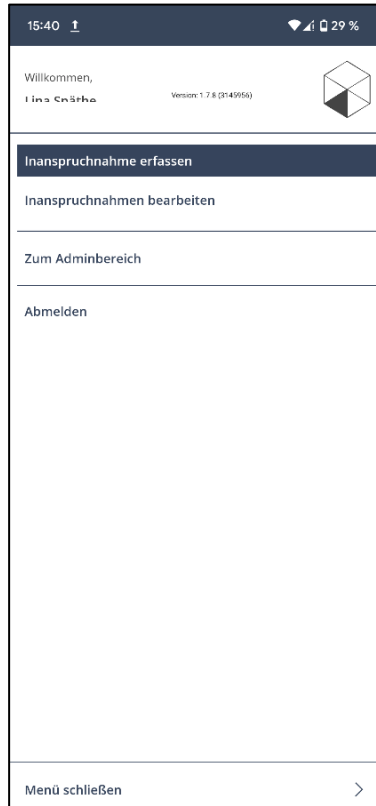 15:40 29 %
Willkommen,
Lina Späthe
Version: 1.7.8 (3145956)
Inanspruchnahme erfassen
Inanspruchnahmen bearbeiten
Zum Adminbereich
Abmelden
Menü schließen